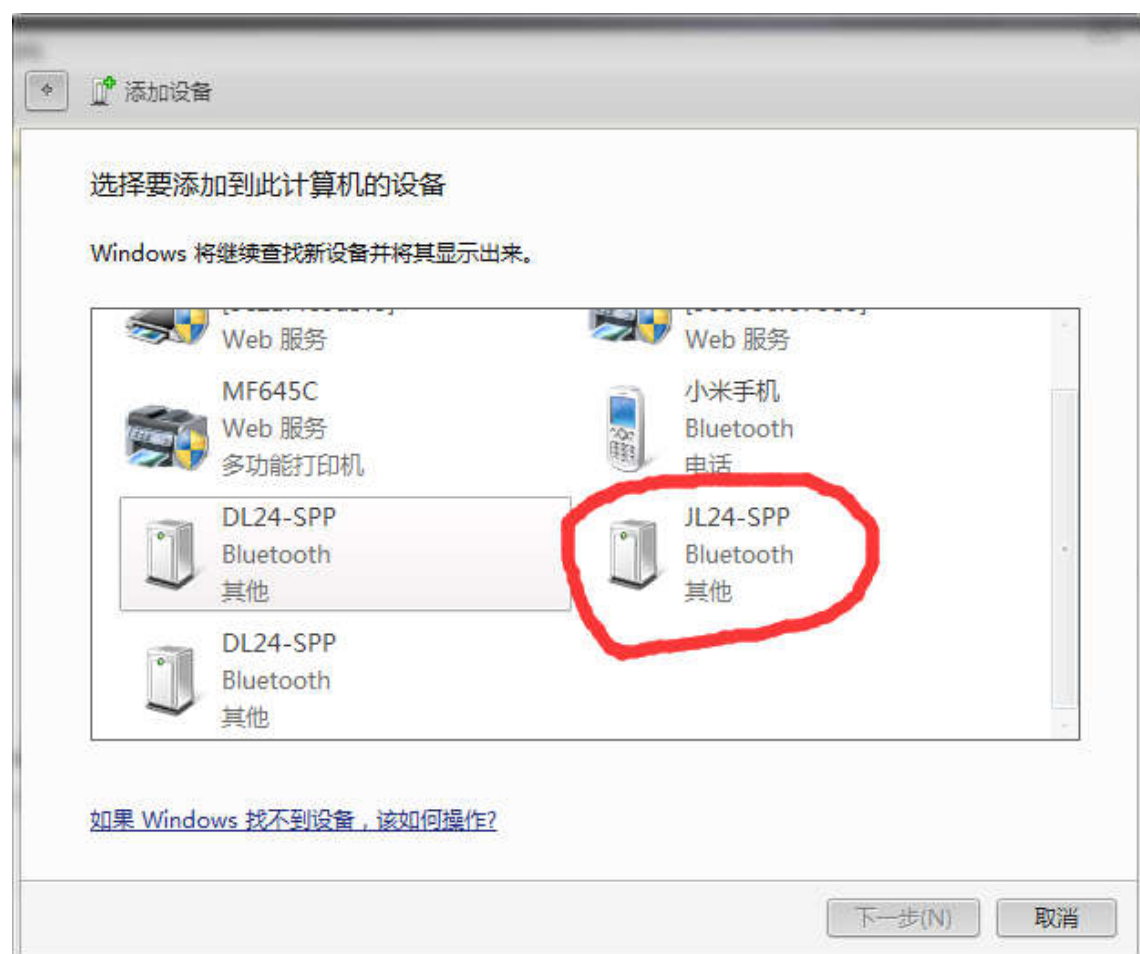 添加设备
选择要添加到此计算机的设备
Windows 将继续查找新设备并将其显示出来。
Web 服务
Web 服务
MF645C
Web 服务
多功能打印机
小米手机
Bluetooth
电话
DL24-SPP
Bluetooth
其他
JL24-SPP
Bluetooth
其他
DL24-SPP
Bluetooth
其他
如果 Windows 找不到设备，该如何操作?
下一步(N)
取消